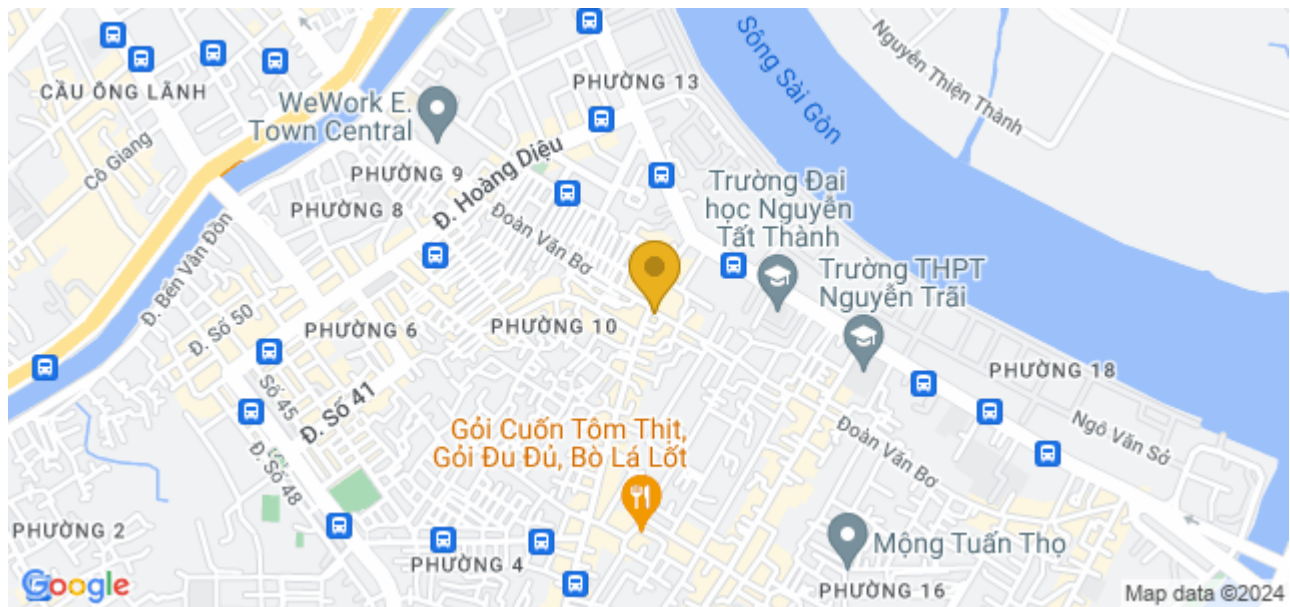 Sông Sài Gòn
Nguyễn Thiện Thành
PHƯỜNG 13
CẦU ÔNG LÃNH
WeWork E.
Town Central
Cô Giang
Đ. Hoàng Diệu
PHƯỜNG 9
PHƯỜNG 8
Trường Đại
học Nguyễn
Tất Thành
Đoàn Văn Bơ
Đ. Bến Vân Đồn
Trường THPT
Nguyễn Trãi
Đ. Số 50
PHƯỜNG 6
PHƯỜNG 10
PHƯỜNG 18
Số 45
Đ. Số 41
Gỏi Cuốn Tôm Thịt,
Gỏi Đu Đủ, Bò Lá Lốt
Đoàn Văn Bơ
Ngô Văn Sở
Đ. Số 48
PHƯỜNG 2
PHƯỜNG 4
Mộng Tuấn Thọ
PHƯỜNG 16
Google
Map data ©2024